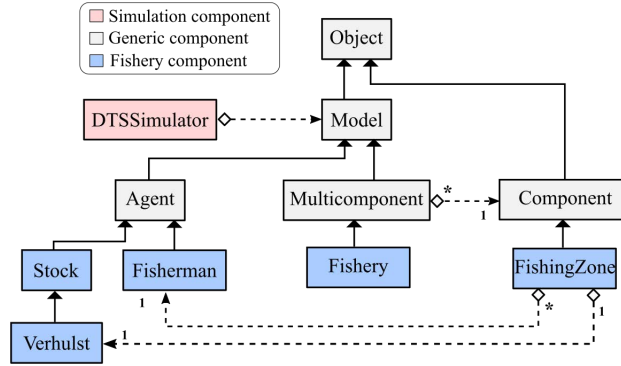 Simulation component
Generic component
Fishery component
Object
DTSSimulator
Model
Agent
Multicomponent
*
1
Component
Stock
Fisherman
Fishery
FishingZone
1
*
1
Verhulst
1